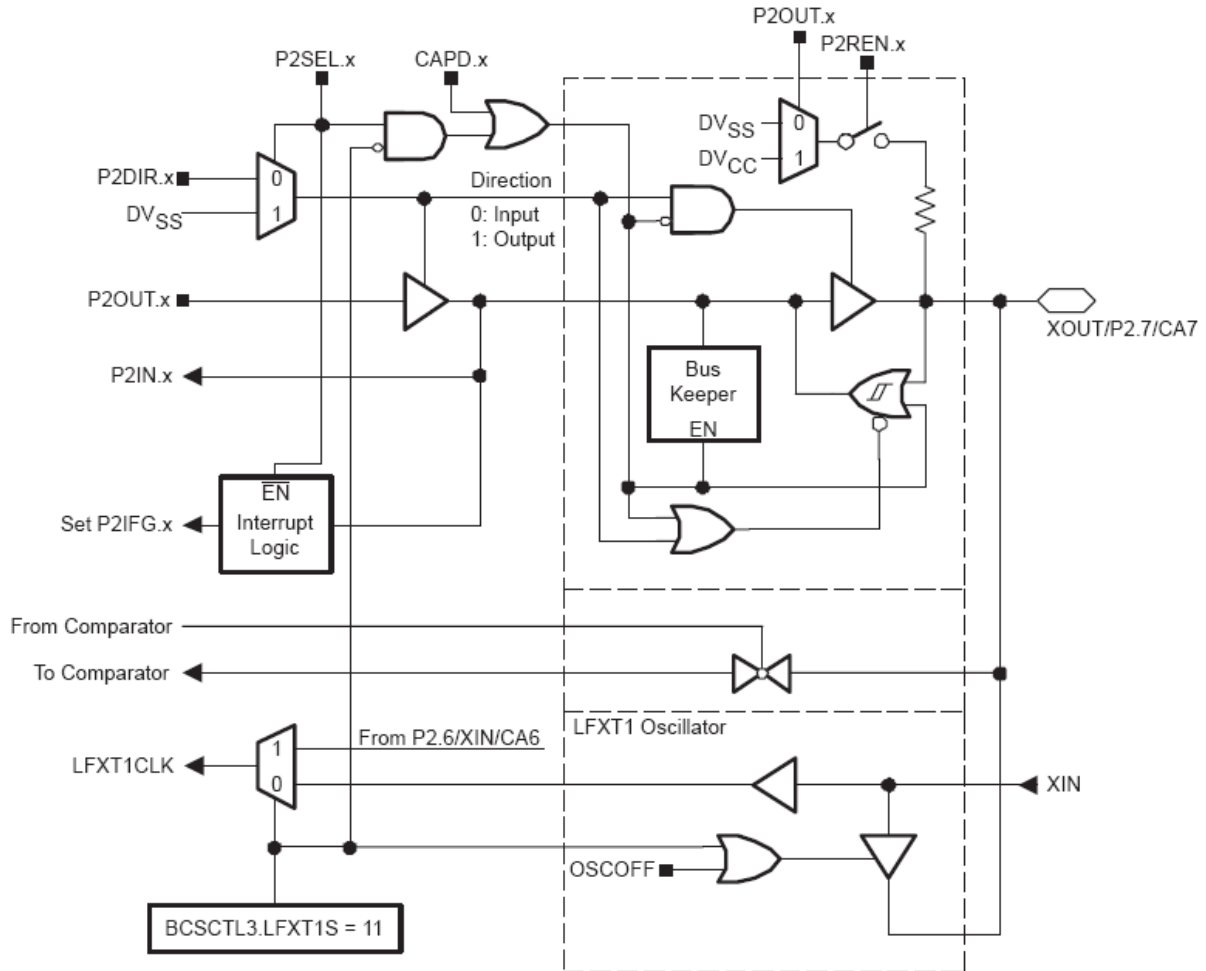 P2OUT.x
P2REN.x
P2SEL.x
CAPD.x
DVSS
0
DVCC
1
P2DIR.x
0
DVSS
1
Direction
0: Input
1: Output
P2OUT.x
XOUT/P2.7/CA7
P2IN.x
Bus
Keeper
EN
EN
Interrupt
Logic
Set P2IFG.x
From Comparator
To Comparator
LFXT1 Oscillator
From P2.6/XIN/CA6
1
LFXT1CLK
0
XIN
OSCOFF
BCSCTL3.LFXT1S = 11